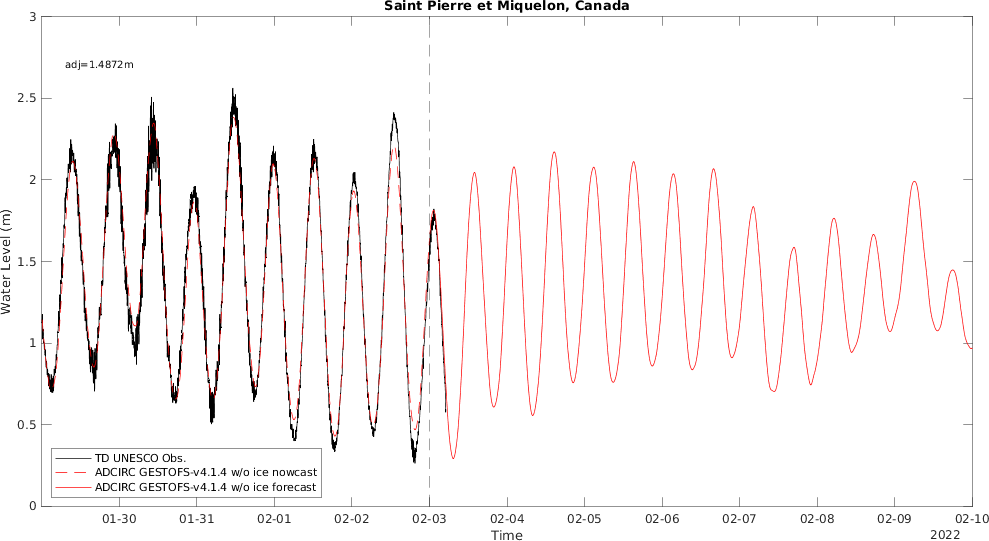 Saint Pierre et Miquelon, Canada
3
adj=1.4872m
2.5
2
1.5
1
0.5
0
Water Level (m)
TD UNESCO Obs.
ADCIRC GESTOFS-v4.1.4 w/o ice nowcast
ADCIRC GESTOFS-v4.1.4 w/o ice forecast
01-30 01-31 02-01 02-02 02-03 02-04 02-05 02-06 02-07 02-08 02-09 02-10
Time
2022